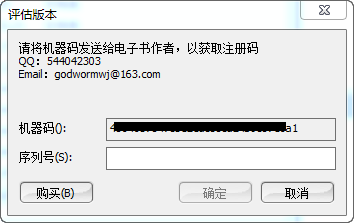 评估版本
请将机器码发送给电子书作者，以获取注册码
QQ：544042303
Email：godwormwj@163.com
机器码():
a1
序列号(S):
购买(B)
确定
取消